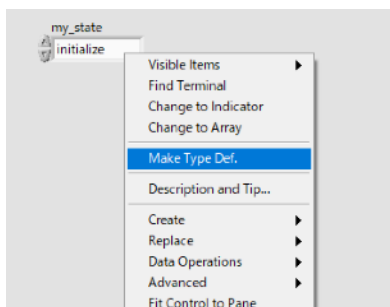 my_state
initialize
Visible Items
Find Terminal
Change to Indicator
Change to Array
Make Type Def.
Description and Tip...
Create
Replace
Data Operations
Advanced
Fit Control to Pane